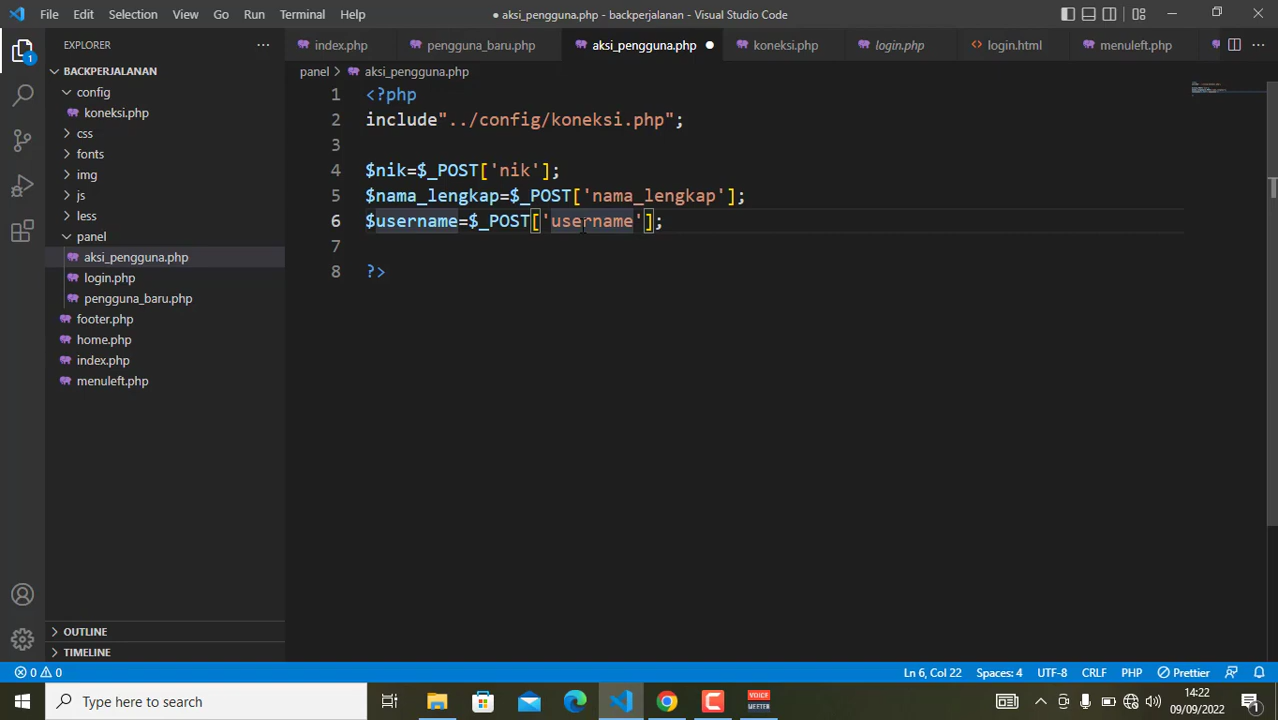 File Edit Selection View Go Run Terminal Help
● aksi_pengguna.php - backperjalanan - Visual Studio Code
EXPLORER
index.php pengguna_baru.php aksi_pengguna.php koneksi.php login.php login.html menuleft.php
BACKPERJALANAN
panel > aksi_pengguna.php
config
koneksi.php
css
fonts
img
js
less
panel
aksi_pengguna.php
login.php
pengguna_baru.php
footer.php
home.php
index.php
menuleft.php
1 <?php
2 include"../config/koneksi.php";
3
4 $nik=$_POST['nik'];
5 $nama_lengkap=$_POST['nama_lengkap'];
6 $username=$_POST['username'];
7
8 ?>
OUTLINE
TIMELINE
1
0 0 Ln 6, Col 22 Spaces: 4 UTF-8 CRLF PHP Prettier
Type here to search
VOICE MEETER
14:22
09/09/2022
1